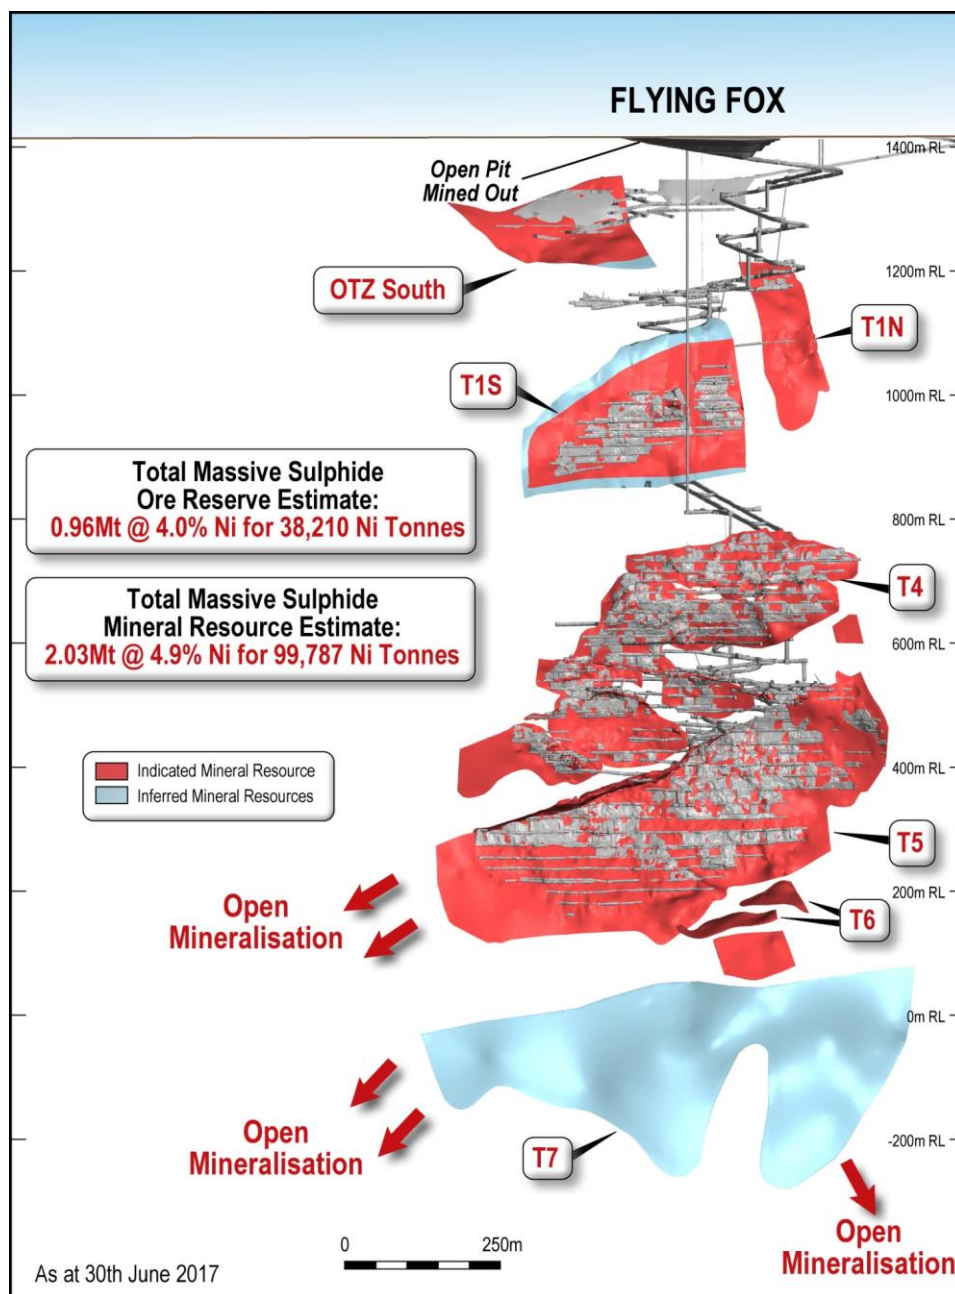 FLYING FOX
1400m RL
Open Pit
Mined Out
1200m RL
OTZ South
T1N
T1S
1000m RL
Total Massive Sulphide
Ore Reserve Estimate:
0.96Mt @ 4.0% Ni for 38,210 Ni Tonnes
800m RL
T4
Total Massive Sulphide
Mineral Resource Estimate:
2.03Mt @ 4.9% Ni for 99,787 Ni Tonnes
600m RL
Indicated Mineral Resource
Inferred Mineral Resources
400m RL
T5
200m RL
Open
Mineralisation
T6
0m RL
Open
Mineralisation
-200m RL
T7
Open
Mineralisation
0 250m
As at 30th June 2017